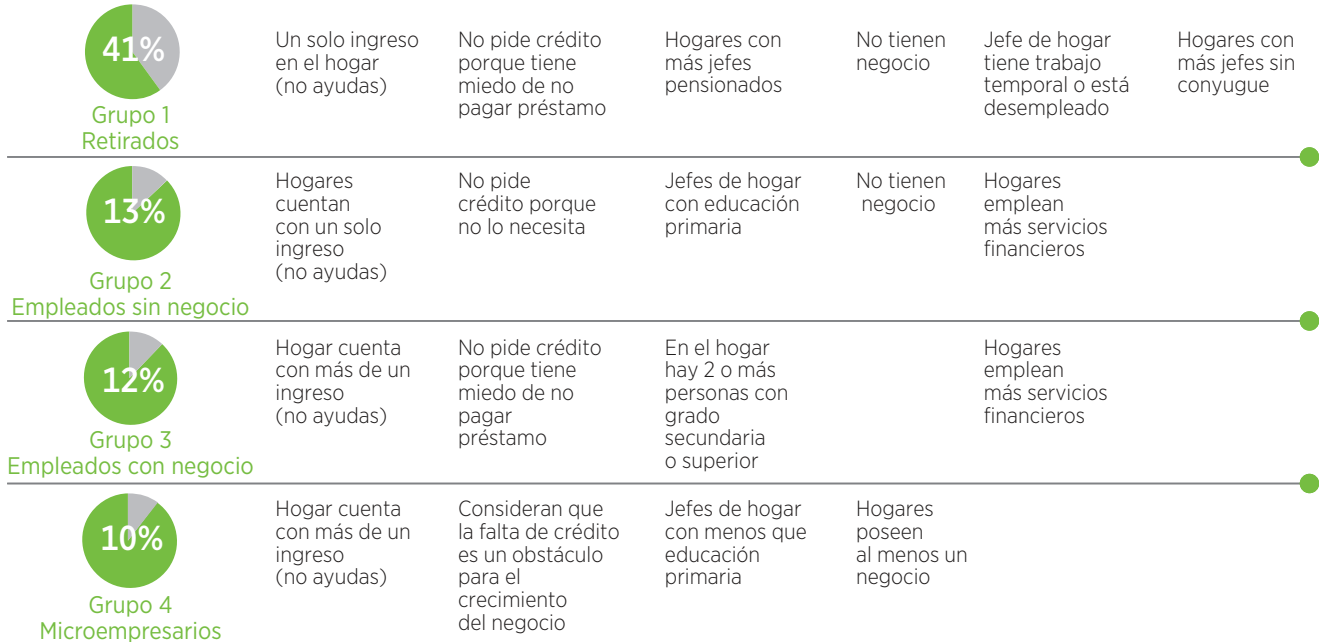 41%
Grupo 1
Retirados
Un solo ingreso
en el hogar
(no ayudas)
No pide crédito
porque tiene
miedo de no
pagar préstamo
Hogares con
más jefes
pensionados
No tienen
negocio
Jefe de hogar
tiene trabajo
temporal o está
desempleado
Hogares con
más jefes sin
conyugue
13%
Grupo 2
Empleados sin negocio
Hogares
cuentan
con un solo
ingreso
(no ayudas)
No pide
crédito porque
no lo necesita
Jefes de hogar
con educación
primaria
No tienen
negocio
Hogares
emplean
más servicios
financieros
12%
Grupo 3
Empleados con negocio
Hogar cuenta
con más de un
ingreso
(no ayudas)
No pide crédito
porque tiene
miedo de no
pagar
préstamo
En el hogar
hay 2 o más
personas con
grado
secundaria
o superior
Hogares
emplean
más servicios
financieros
10%
Grupo 4
Microempresarios
Hogar cuenta
con más de un
ingreso
(no ayudas)
Consideran que
la falta de crédito
es un obstáculo
para el
crecimiento
del negocio
Jefes de hogar
con menos que
educación
primaria
Hogares
poseen
al menos un
negocio